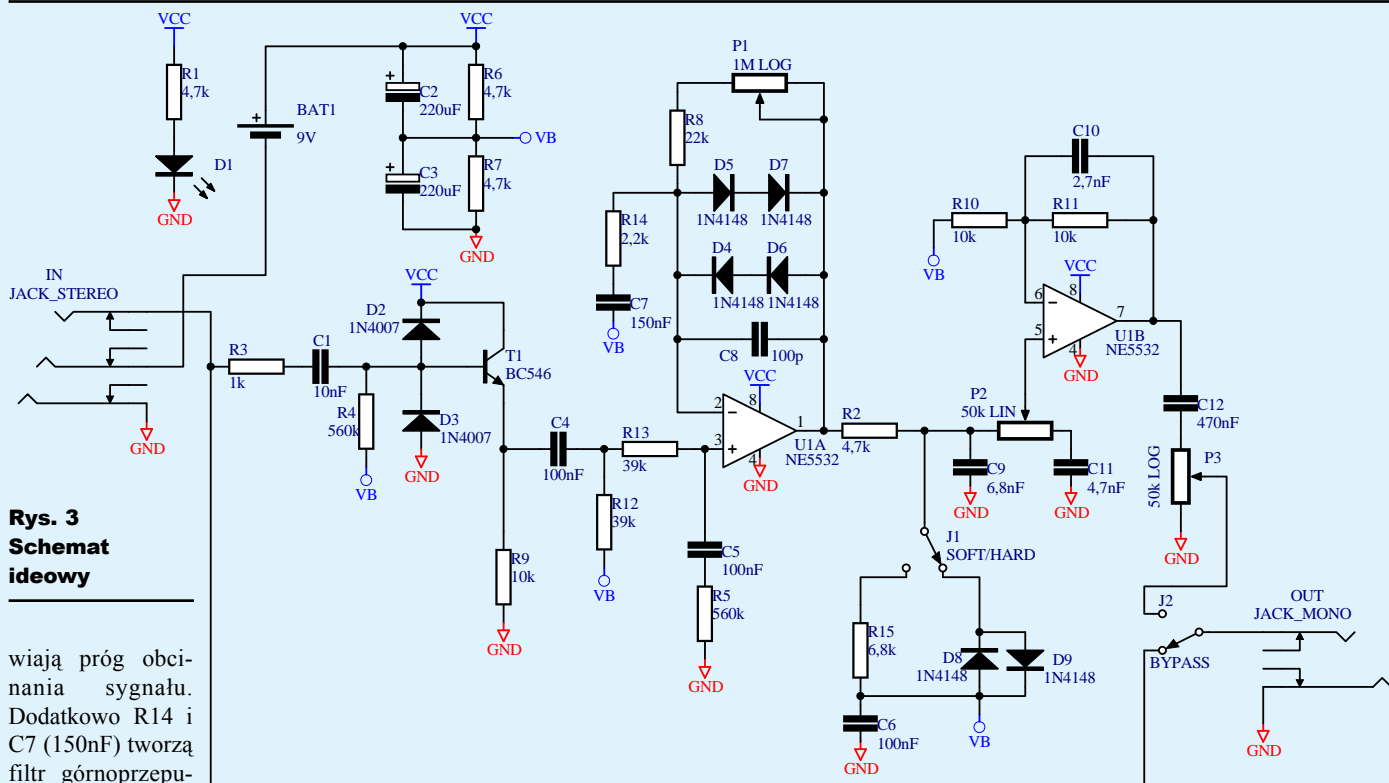 VCC
R1
4,7k
D1
GND
BAT1
9V
+
VCC
+
C2
220uF
R6
4,7k
VB
+
C3
220uF
R7
4,7k
GND
P1
1M LOG
R8
22k
D5
D7
1N4148
1N4148
R14
2,2k
D4
D6
1N4148
1N4148
C7
150nF
VB
C8
100p
VCC
2
8
3
+
1
4
U1A
NE5532
GND
C10
2,7nF
R10
10k
R11
10k
VB
VCC
6
8
5
+
7
4
U1B
NE5532
GND
IN
JACK_STEREO
GND
R3
1k
C1
10nF
R4
560k
VB
VCC
D2
1N4007
D3
1N4007
GND
T1
BC546
C4
100nF
R13
39k
R12
39k
VB
R9
10k
GND
C5
100nF
R5
560k
GND
R2
4,7k
P2
50k LIN
C9
6,8nF
GND
C11
4,7nF
GND
C12
470nF
P3
50k LOG
GND
J1
SOFT/HARD
R15
6,8k
D8
1N4148
D9
1N4148
C6
100nF
GND
VB
J2
BYPASS
OUT
JACK_MONO
GND
Rys. 3
Schemat
ideowy
wiają próg obci-
nania sygnału.
Dodatkowo R14 i
C7 (150nF) tworzą
filtr górnoprzepu-